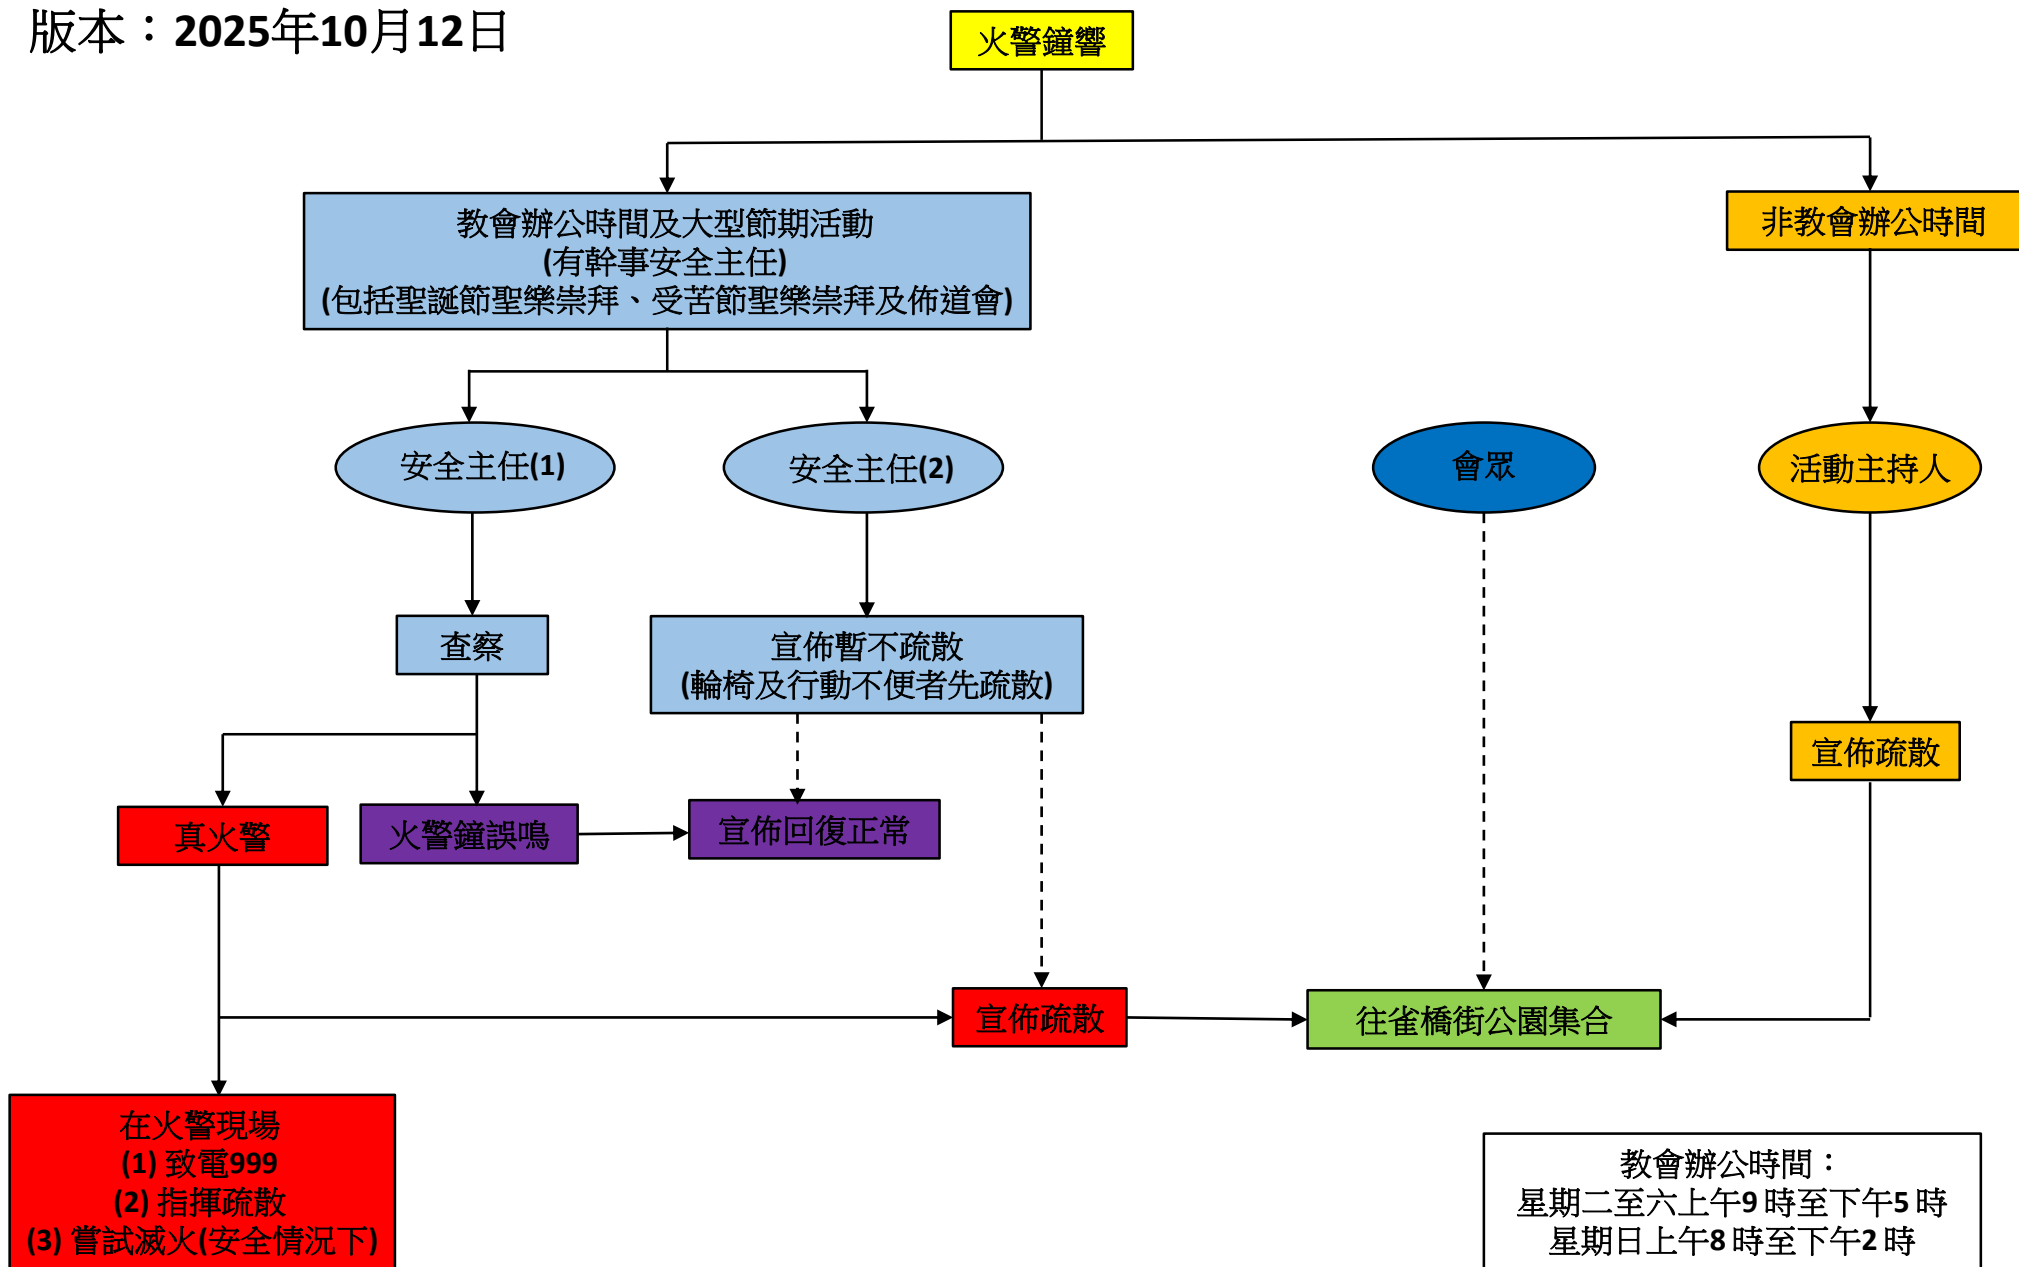 版本：2025年10月12日
火警鐘響
教會辦公時間及大型節期活動
(有幹事安全主任)
(包括聖誕節聖樂崇拜、受苦節聖樂崇拜及佈道會)
非教會辦公時間
安全主任(1)
安全主任(2)
會眾
活動主持人
查察
宣佈暫不疏散
(輪椅及行動不便者先疏散)
宣佈疏散
真火警
火警鐘誤鳴
宣佈回復正常
宣佈疏散
往雀橋街公園集合
在火警現場
(1) 致電999
(2) 指揮疏散
(3) 嘗試滅火(安全情況下)
教會辦公時間：
星期二至六上午9 時至下午5 時
星期日上午8 時至下午2 時